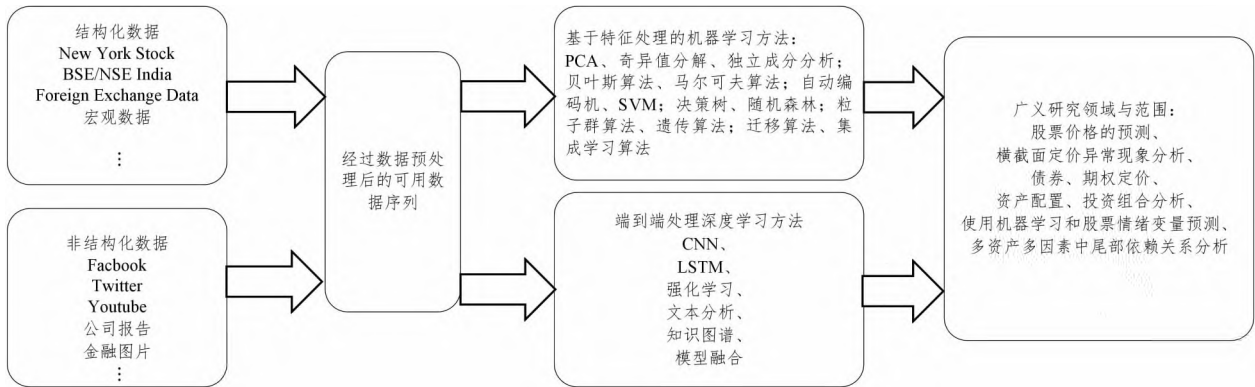 结构化数据
New York Stock
BSE/NSE India
Foreign Exchange Data
宏观数据
⋮
非结构化数据
Facbook
Twitter
Youtube
公司报告
金融图片
⋮
经过数据预处
理后的可用数
据序列
基于特征处理的机器学习方法：
PCA、奇异值分解、独立成分分析；
贝叶斯算法、马尔可夫算法；自动编
码机、SVM；决策树、随机森林；粒
子群算法、遗传算法；迁移算法、集
成学习算法
端到端处理深度学习方法
CNN、
LSTM、
强化学习、
文本分析、
知识图谱、
模型融合
广义研究领域与范围：
股票价格的预测、
横截面定价异常现象分析、
债券、期权定价、
资产配置、投资组合分析、
使用机器学习和股票情绪变量预测、
多资产多因素中尾部依赖关系分析